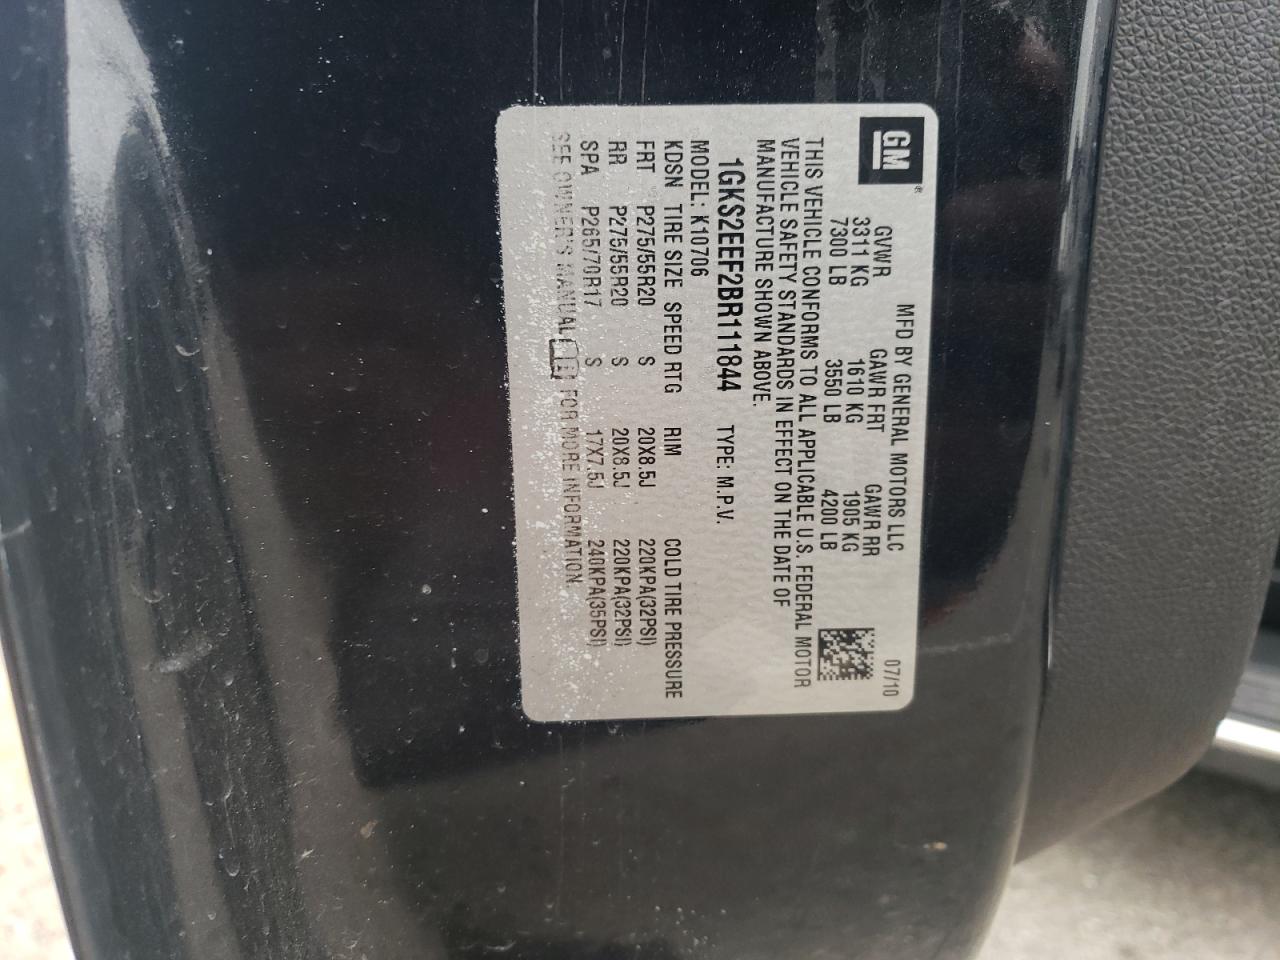 GM®
MFD BY GENERAL MOTORS LLC 07/10
GVWR GAWR FRT GAWR RR
3311 KG 1610 KG 1905 KG
7300 LB 3550 LB 4200 LB
THIS VEHICLE CONFORMS TO ALL APPLICABLE U.S. FEDERAL MOTOR
VEHICLE SAFETY STANDARDS IN EFFECT ON THE DATE OF
MANUFACTURE SHOWN ABOVE.
1GKS2EEF2BR111844 TYPE: M.P.V.
MODEL: K10706
KDSN TIRE SIZE SPEED RTG RIM COLD TIRE PRESSURE
FRT P275/55R20 S 20X8.5J 220KPA(32PSI)
RR P275/55R20 S 20X8.5J 220KPA(32PSI)
SPA P265/70R17 S 17X7.5J 240KPA(35PSI)
SEE OWNER'S MANUAL FOR MORE INFORMATION.